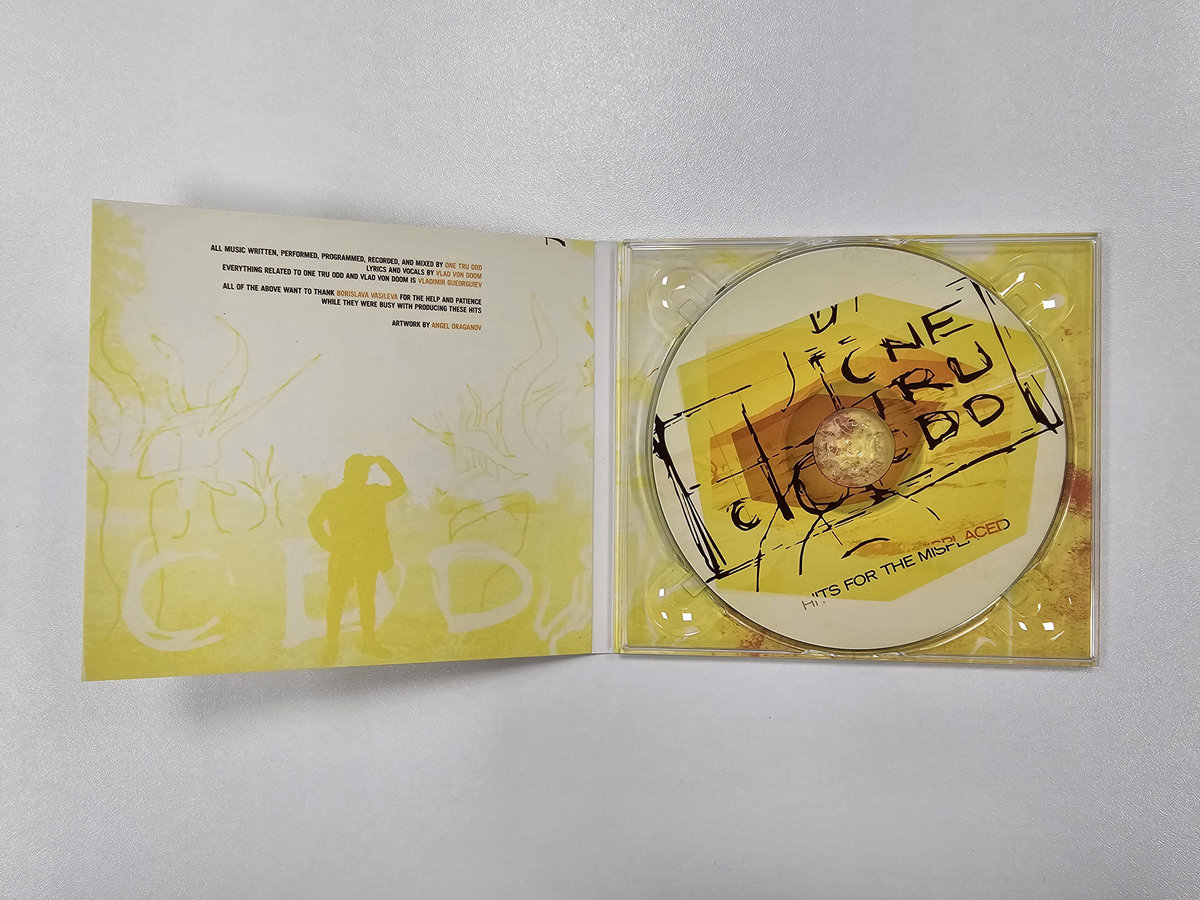 ALL MUSIC WRITTEN, PERFORMED, PROGRAMMED, RECORDED, AND MIXED BY ONE TRU ODD
LYRICS AND VOCALS BY VLAD VON DOOM
EVERYTHING RELATED TO ONE TRU ODD AND VLAD VON DOOM IS VLADIMIR GUEORGUIEV
ALL OF THE ABOVE WANT TO THANK BORISLAVA VASILEVA FOR THE HELP AND PATIENCE
WHILE THEY WERE BUSY WITH PRODUCING THESE HITS
ARTWORK BY ANGEL DRAGANOV
ONE
TRU
ODD
HITS FOR THE MISPLACED